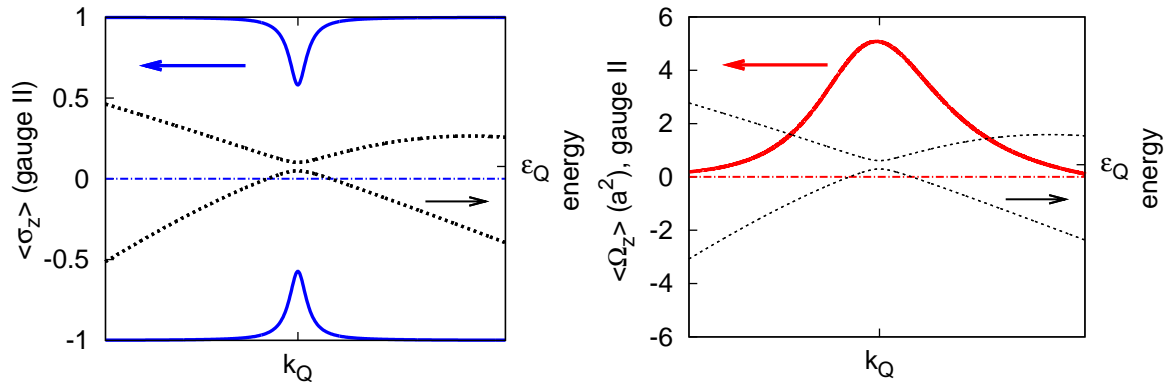 <σz> (gauge II)
1
0.5
0
-0.5
-1
kQ
εQ
energy
<Ωz> (a²), gauge II
6
4
2
0
-2
-4
-6
kQ
εQ
energy